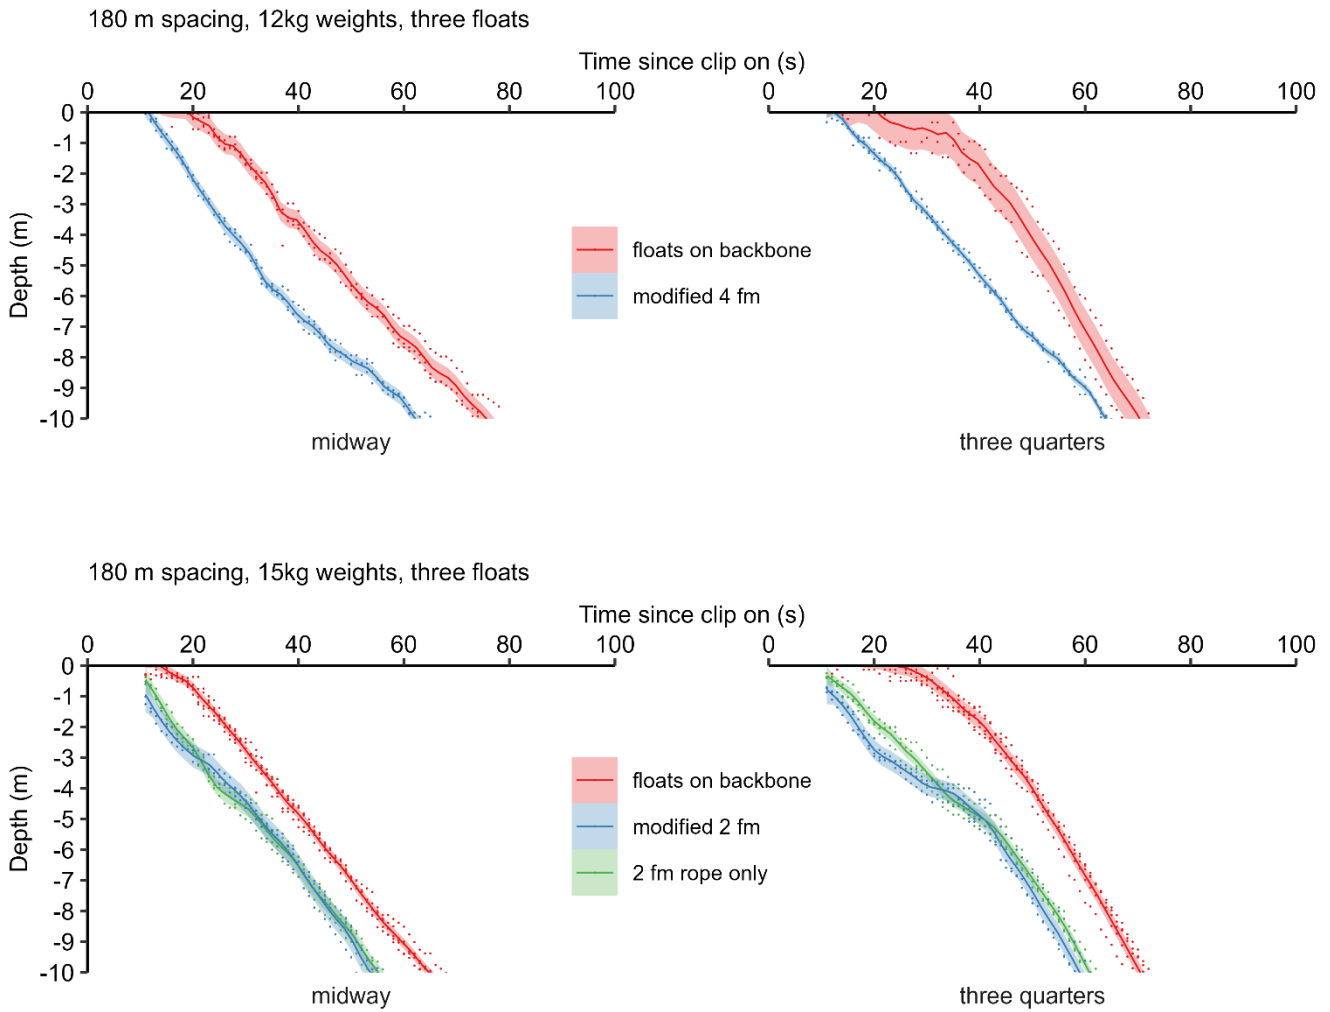 180 m spacing, 12kg weights, three floats
Time since clip on (s)
0 20 40 60 80 100 0 20 40 60 80 100
Depth (m)
0
-1
-2
-3
-4
-5
-6
-7
-8
-9
-10
floats on backbone
modified 4 fm
midway three quarters
180 m spacing, 15kg weights, three floats
Time since clip on (s)
0 20 40 60 80 100 0 20 40 60 80 100
Depth (m)
0
-1
-2
-3
-4
-5
-6
-7
-8
-9
-10
floats on backbone
modified 2 fm
2 fm rope only
midway three quarters